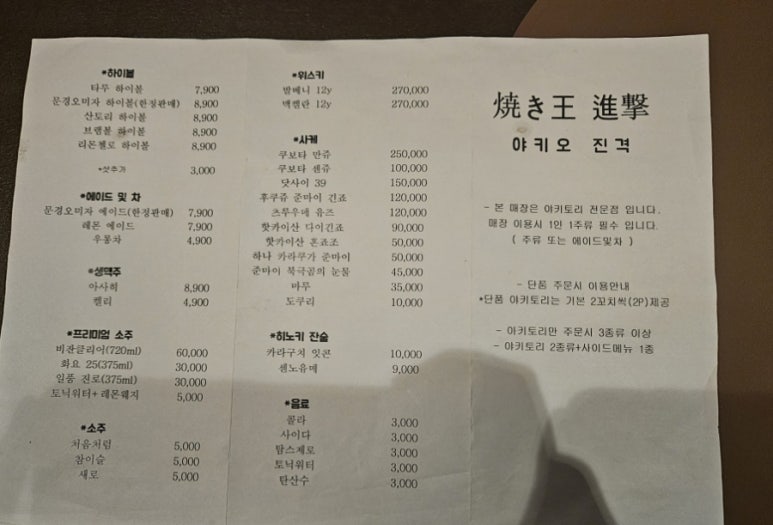 *하이볼
타루 하이볼 7,900
문경오미자 하이볼(한정판매) 8,900
산토리 하이볼 8,900
브램블 하이볼 8,900
리몬첼로 하이볼 8,900
*샷추가 3,000
*에이드 및 차
문경오미자 에이드(한정판매) 7,900
레몬 에이드 7,900
우롱차 4,900
*생맥주
아사히 8,900
켈리 4,900
*프리미엄 소주
비잔클리어(720ml) 60,000
화요 25(375ml) 30,000
일품 진로(375ml) 30,000
토닉워터+레몬웨지 5,000
*소주
처음처럼 5,000
참이슬 5,000
새로 5,000
*위스키
발베니 12y 270,000
맥켈란 12y 270,000
*사케
쿠보타 만쥬 250,000
쿠보타 센쥬 160,000
닷사이 39 150,000
후쿠쥬 준마이 긴죠 120,000
츠루우메 유즈 120,000
핫카이산 다이긴죠 90,000
핫카이산 혼죠조 50,000
하나 카라쿠가 준마이 50,000
준마이 북극곰의 눈물 45,000
마루 35,000
도쿠리 10,000
*히노키 잔술
카라구치 잇콘 10,000
센노유메 9,000
*음료
콜라 3,000
사이다 3,000
탐스제로 3,000
토닉워터 3,000
탄산수 3,000
焼き王 進撃
야키오 진격
- 본 매장은 야키토리 전문점 입니다.
매장 이용시 1인 1주류 필수 입니다.
( 주류 또는 에이드및차 )
- 단품 주문시 이용안내
*단품 야키토리는 기본 2꼬치씩(2P)제공
- 야키토리만 주문시 3종류 이상
- 야키토리 2종류+사이드메뉴 1종